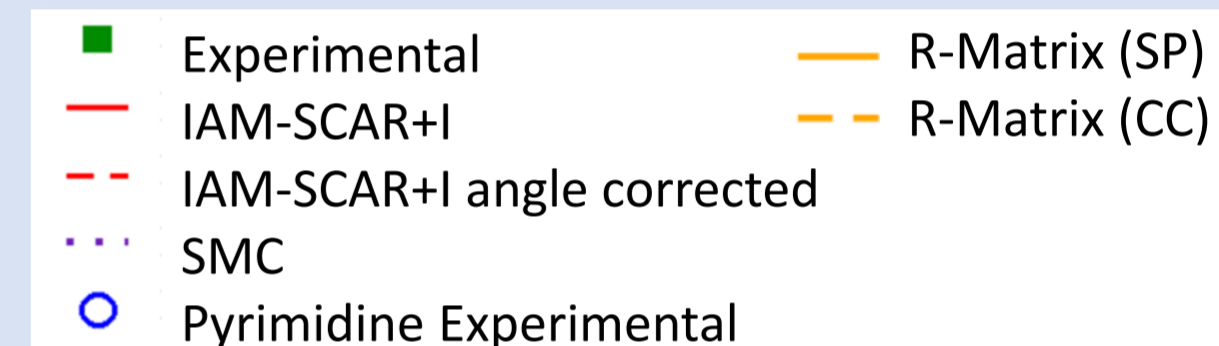 Experimental
IAM-SCAR+I
IAM-SCAR+I angle corrected
SMC
Pyrimidine Experimental
R-Matrix (SP)
R-Matrix (CC)